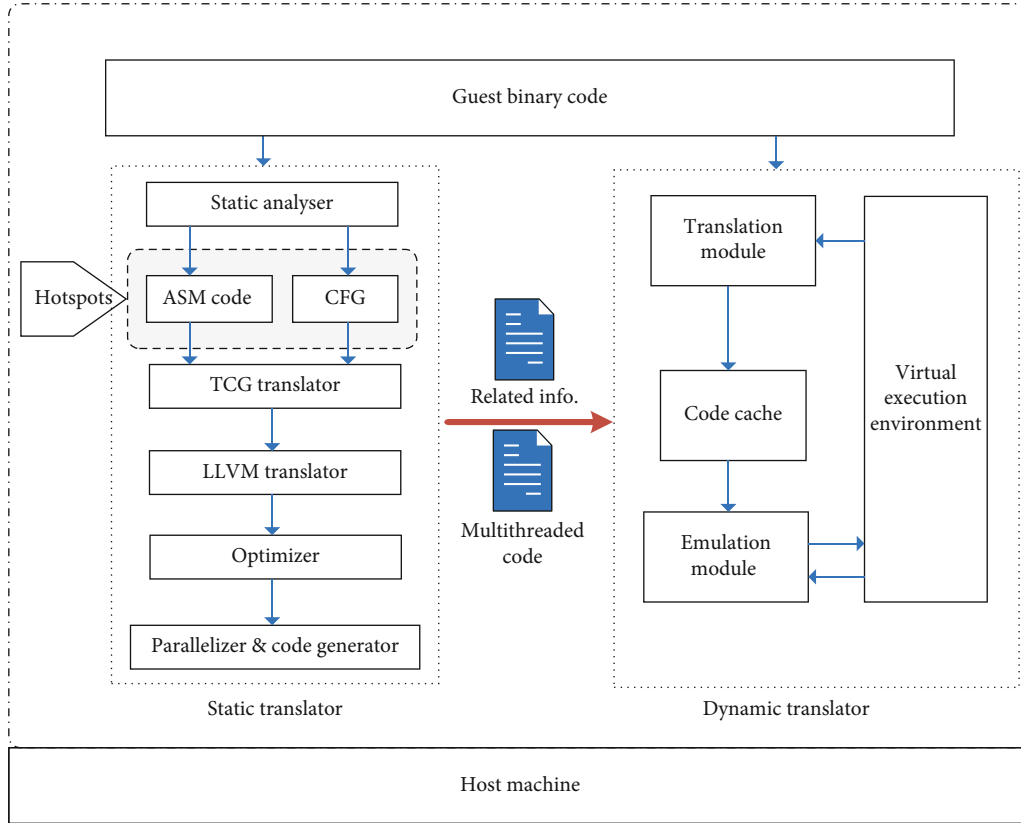 Guest binary code
Static analyser
Hotspots
ASM code
CFG
TCG translator
LLVM translator
Optimizer
Parallelizer & code generator
Static translator
Related info.
Multithreaded
code
Translation
module
Code cache
Emulation
module
Virtual
execution
environment
Dynamic translator
Host machine